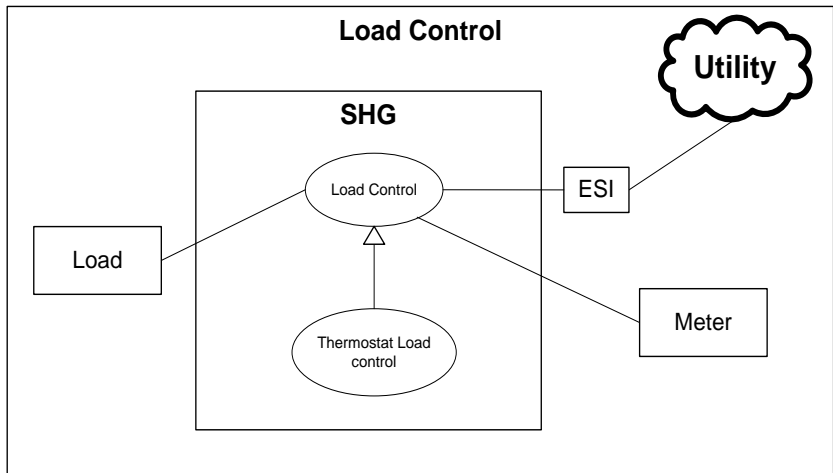 Load Control
Utility
SHG
Load Control
ESI
Load
Meter
Thermostat Load
control